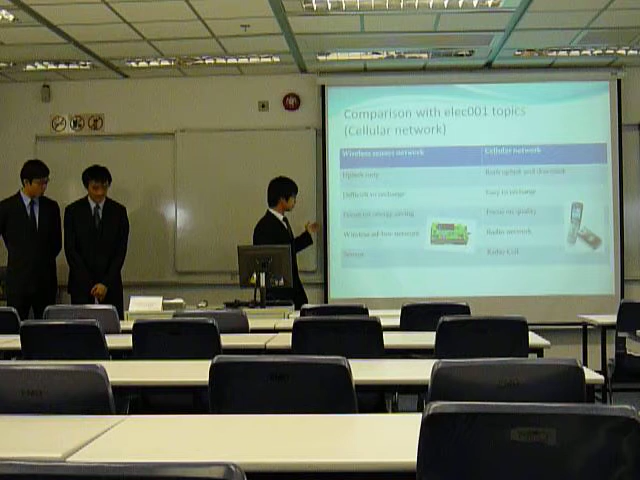 Comparison with elec001 topics
(Cellular network)
Wireless sensor network Cellular network
Uplink only Both uplink and downlink
Difficult to recharge Easy to recharge
Focus on energy saving Focus on quality
Wireless ad-hoc network Radio network
Sensor Radio Cell